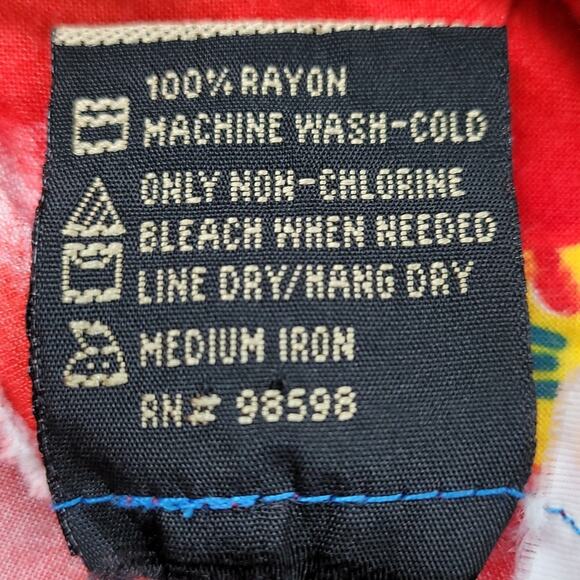 100% RAYON
MACHINE WASH-COLD
ONLY NON-CHLORINE
BLEACH WHEN NEEDED
LINE DRY/HANG DRY
MEDIUM IRON
RN# 98598